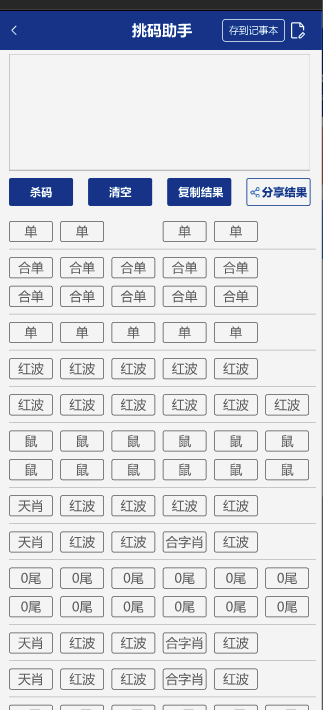 挑码助手 存到记事本
杀码 清空 复制结果 分享结果
单 单 单 单
合单 合单 合单 合单 合单
合单 合单 合单 合单 合单
单 单 单 单 单
红波 红波 红波 红波 红波
红波 红波 红波 红波 红波 红波
鼠 鼠 鼠 鼠 鼠 鼠
鼠 鼠 鼠 鼠 鼠 鼠
天肖 红波 红波 红波 红波
天肖 红波 红波 合字肖 红波
0尾 0尾 0尾 0尾 0尾 0尾
0尾 0尾 0尾 0尾 0尾 0尾
天肖 红波 红波 合字肖 红波
天肖 红波 红波 合字肖 红波